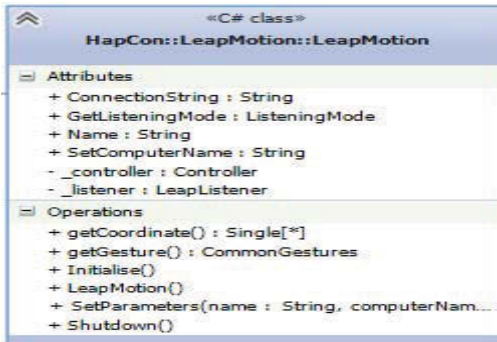 «C# class»
HapCon::LeapMotion::LeapMotion
Attributes
+ ConnectionString : String
+ GetListeningMode : ListeningMode
+ Name : String
+ SetComputerName : String
- _controller : Controller
- _listener : LeapListener
Operations
+ getCoordinate() : Single[*]
+ getGesture() : CommonGestures
+ Initialise()
+ LeapMotion()
+ SetParameters(name : String, computerNam...
+ Shutdown()